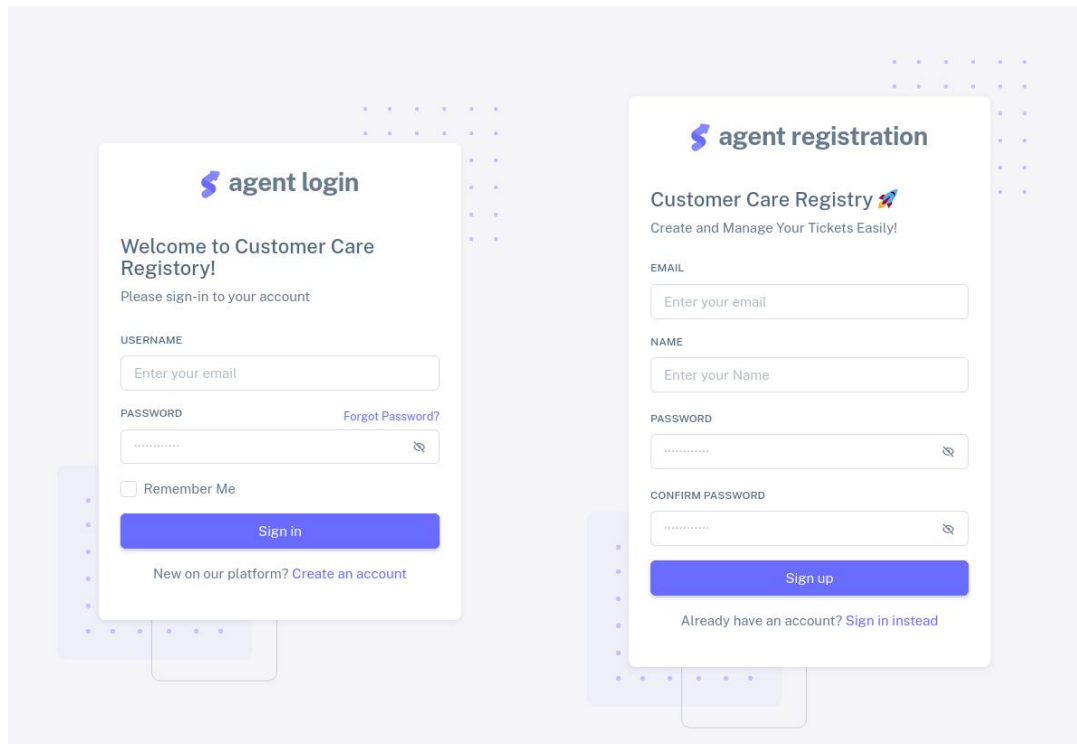 agent login
Welcome to Customer Care
Registory!
Please sign-in to your account
USERNAME
Enter your email
PASSWORD
Forgot Password?
············
Remember Me
Sign in
New on our platform? Create an account
agent registration
Customer Care Registry 🚀
Create and Manage Your Tickets Easily!
EMAIL
Enter your email
NAME
Enter your Name
PASSWORD
············
CONFIRM PASSWORD
············
Sign up
Already have an account? Sign in instead